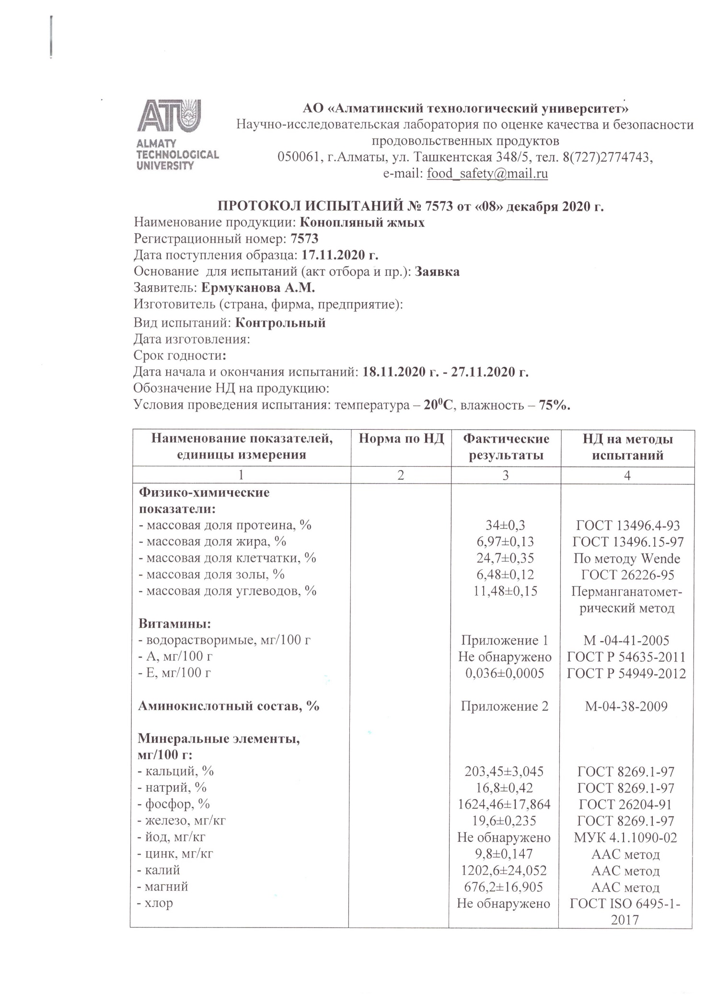 ATU
ALMATY
TECHNOLOGICAL
UNIVERSITY
АО «Алматинский технологический университет»
Научно-исследовательская лаборатория по оценке качества и безопасности
продовольственных продуктов
050061, г.Алматы, ул. Ташкентская 348/5, тел. 8(727)2774743,
e-mail: food_safety@mail.ru
ПРОТОКОЛ ИСПЫТАНИЙ № 7573 от «08» декабря 2020 г.
Наименование продукции: Конопляный жмых
Регистрационный номер: 7573
Дата поступления образца: 17.11.2020 г.
Основание для испытаний (акт отбора и пр.): Заявка
Заявитель: Ермуканова А.М.
Изготовитель (страна, фирма, предприятие):
Вид испытаний: Контрольный
Дата изготовления:
Срок годности:
Дата начала и окончания испытаний: 18.11.2020 г. - 27.11.2020 г.
Обозначение НД на продукцию:
Условия проведения испытания: температура – 20⁰С, влажность – 75%.
Наименование показателей, Норма по НД Фактические НД на методы
единицы измерения результаты испытаний
1 2 3 4
Физико-химические
показатели:
- массовая доля протеина, % 34±0,3 ГОСТ 13496.4-93
- массовая доля жира, % 6,97±0,13 ГОСТ 13496.15-97
- массовая доля клетчатки, % 24,7±0,35 По методу Wende
- массовая доля золы, % 6,48±0,12 ГОСТ 26226-95
- массовая доля углеводов, % 11,48±0,15 Перманганатомет-
рический метод
Витамины:
- водорастворимые, мг/100 г Приложение 1 М -04-41-2005
- А, мг/100 г Не обнаружено ГОСТ Р 54635-2011
- Е, мг/100 г 0,036±0,0005 ГОСТ Р 54949-2012
Аминокислотный состав, % Приложение 2 М-04-38-2009
Минеральные элементы,
мг/100 г:
- кальций, % 203,45±3,045 ГОСТ 8269.1-97
- натрий, % 16,8±0,42 ГОСТ 8269.1-97
- фосфор, % 1624,46±17,864 ГОСТ 26204-91
- железо, мг/кг 19,6±0,235 ГОСТ 8269.1-97
- йод, мг/кг Не обнаружено МУК 4.1.1090-02
- цинк, мг/кг 9,8±0,147 ААС метод
- калий 1202,6±24,052 ААС метод
- магний 676,2±16,905 ААС метод
- хлор Не обнаружено ГОСТ ISO 6495-1-
2017